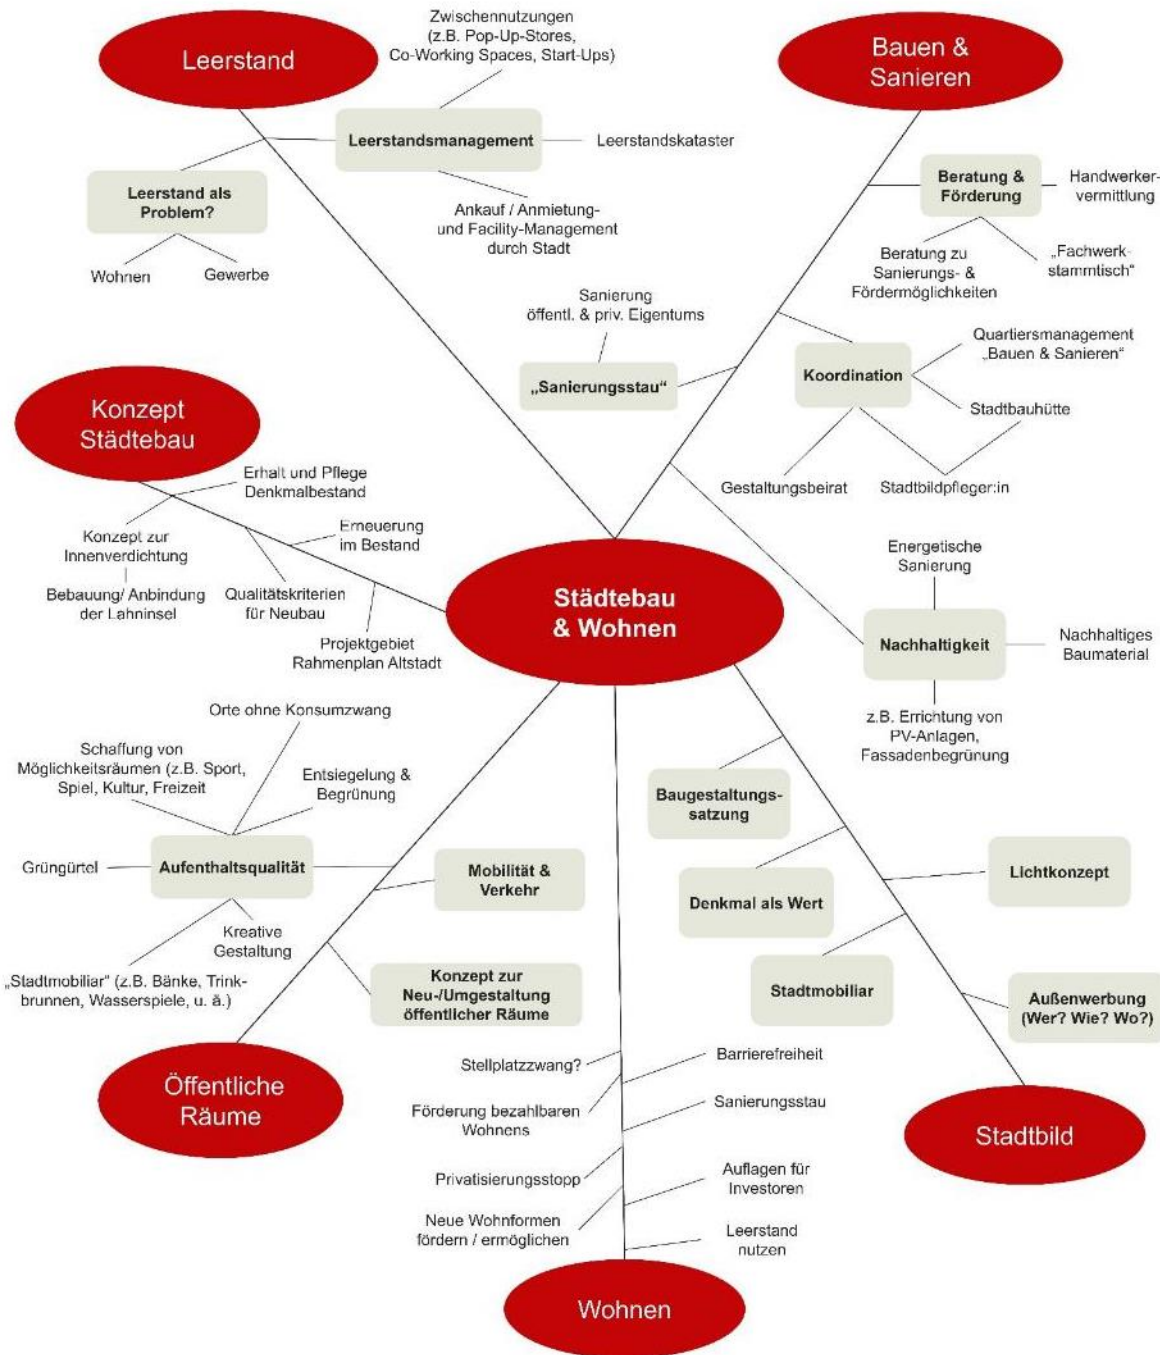 Zwischennutzungen
(z.B. Pop-Up-Stores,
Co-Working Spaces, Start-Ups)
Leerstand
Leerstandsmanagement
Leerstandskataster
Leerstand als
Problem?
Wohnen
Gewerbe
Ankauf / Anmietung-
und Facility-Management
durch Stadt
Bauen &
Sanieren
Beratung &
Förderung
Handwerker-
vermittlung
Beratung zu
Sanierungs- &
Fördermöglichkeiten
„Fachwerk-
stammtisch“
Sanierung
öffentl. & priv. Eigentums
„Sanierungsstau“
Koordination
Quartiersmanagement
„Bauen & Sanieren“
Stadtbauhütte
Gestaltungsbeirat
Stadtbildpfleger:in
Konzept
Städtebau
Erhalt und Pflege
Denkmalbestand
Konzept zur
Innenverdichtung
Erneuerung
im Bestand
Bebauung/ Anbindung
der Lahninsel
Qualitätskriterien
für Neubau
Projektgebiet
Rahmenplan Altstadt
Städtebau
& Wohnen
Energetische
Sanierung
Nachhaltigkeit
Nachhaltiges
Baumaterial
z.B. Errichtung von
PV-Anlagen,
Fassadenbegrünung
Orte ohne Konsumzwang
Schaffung von
Möglichkeitsräumen (z.B. Sport,
Spiel, Kultur, Freizeit
Entsiegelung &
Begrünung
Grüngürtel
Aufenthaltsqualität
Kreative
Gestaltung
„Stadtmobiliar“ (z.B. Bänke, Trink-
brunnen, Wasserspiele, u. ä.)
Mobilität &
Verkehr
Konzept zur
Neu-/Umgestaltung
öffentlicher Räume
Öffentliche
Räume
Baugestaltungs-
satzung
Denkmal als Wert
Lichtkonzept
Stadtmobiliar
Außenwerbung
(Wer? Wie? Wo?)
Stadtbild
Stellplatzzwang?
Barrierefreiheit
Förderung bezahlbaren
Wohnens
Sanierungsstau
Privatisierungsstopp
Auflagen für
Investoren
Neue Wohnformen
fördern / ermöglichen
Leerstand
nutzen
Wohnen